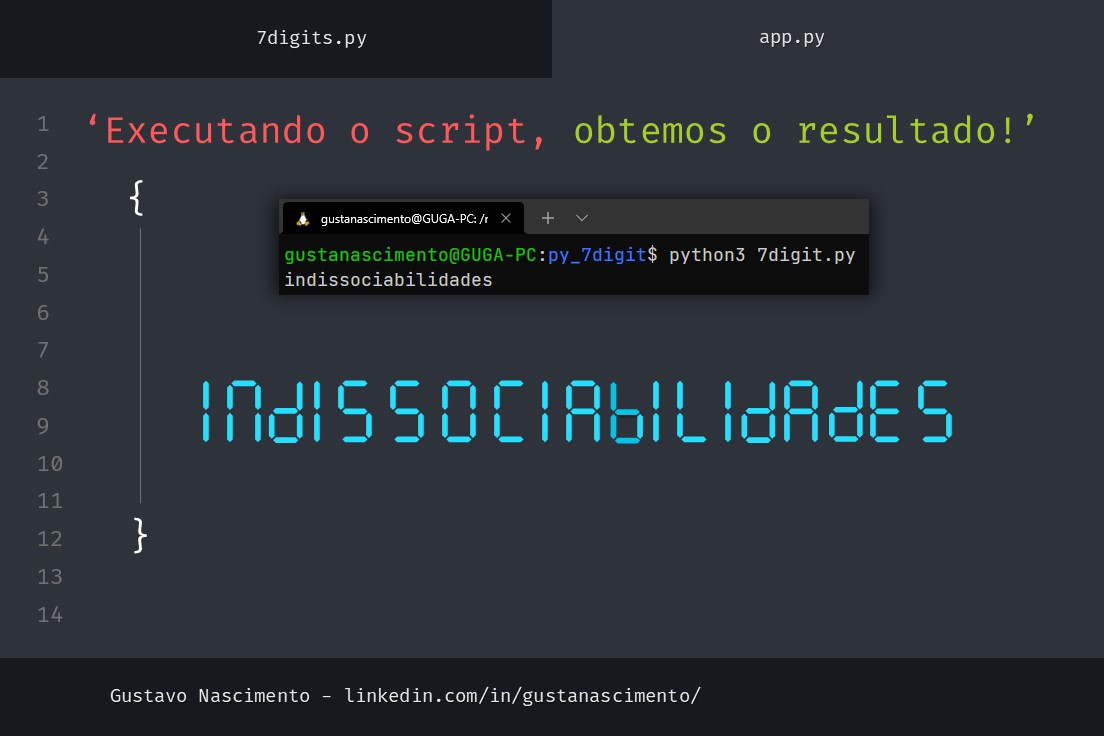 7digits.py
app.py
1 ‘Executando o script, obtemos o resultado!’
2
3 {
gustanascimento@GUGA-PC: /r
4
gustanascimento@GUGA-PC:py_7digit$ python3 7digit.py
5
indissociabilidades
6
7
8
INdISSOCIAbILIdAdES
9
10
11
12 }
13
14
Gustavo Nascimento - linkedin.com/in/gustanascimento/